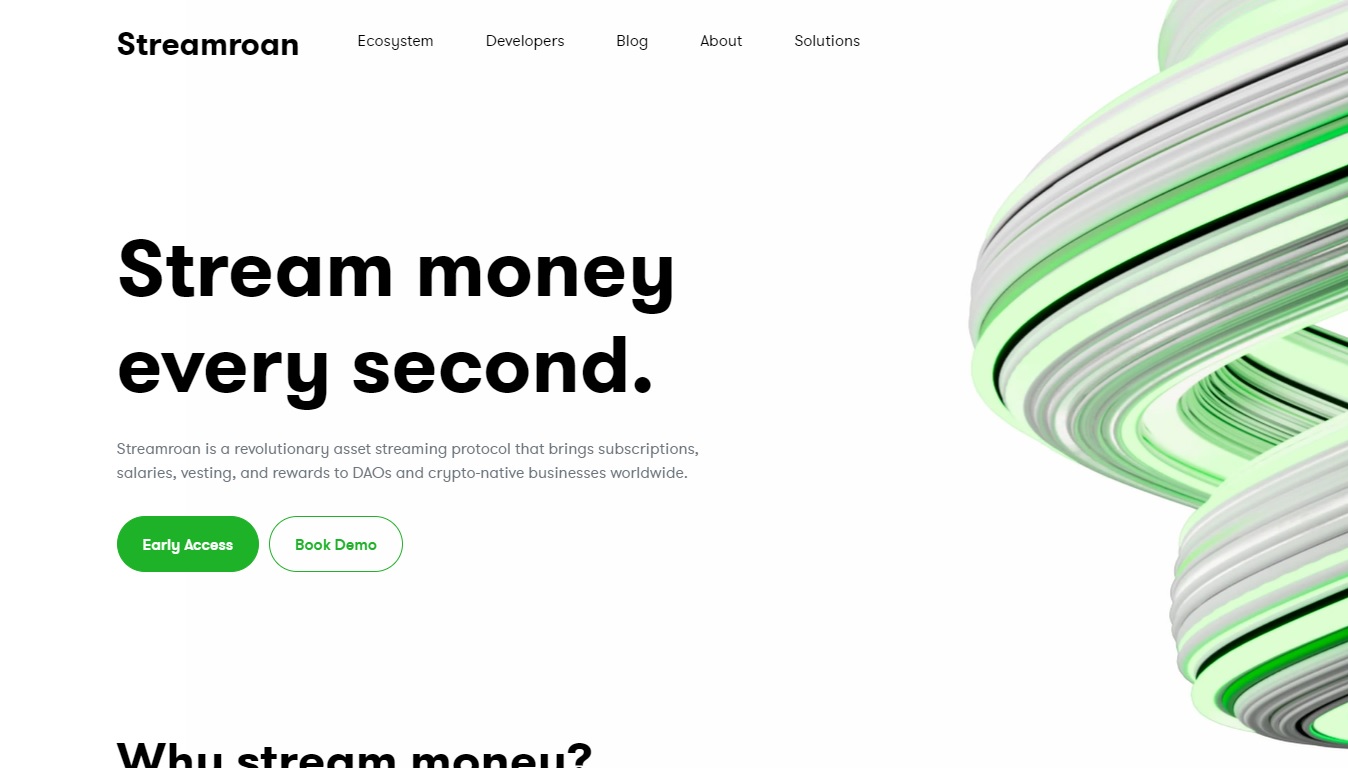 Streamroan
Ecosystem
Developers
Blog
About
Solutions
Stream money
every second.
Streamroan is a revolutionary asset streaming protocol that brings subscriptions,
salaries, vesting, and rewards to DAOs and crypto-native businesses worldwide.
Early Access
Book Demo
Why stream money?